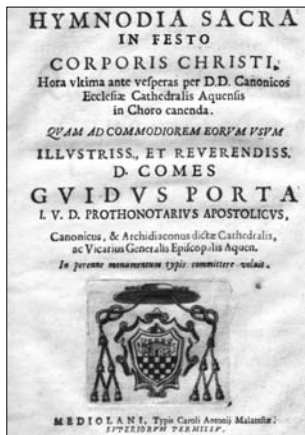 HYMNODIA SACRA
IN FESTO
CORPORIS CHRISTI.
Hora vltima ante vesperas per D.D. Canonicos
Ecclesiæ Cathedralis Aquensis
in Choro canenda.
QVAM AD COMMODIOREM EORVM VSVM
ILLVSTRISS., ET REVERENDISS.
D. COMES
GVIDVS PORTA
I. V. D. PROTHONOTARIVS APOSTOLICVS,
Canonicus, & Archidiaconus dictæ Cathedralis,
ac Vicarius Generalis Episcopalis Aquen.
In perenne monumentum typis committere voluit.
MEDIOLANI, Typis Caroli Antonij Malatestæ.
SVPERIORVM PERMISSV.